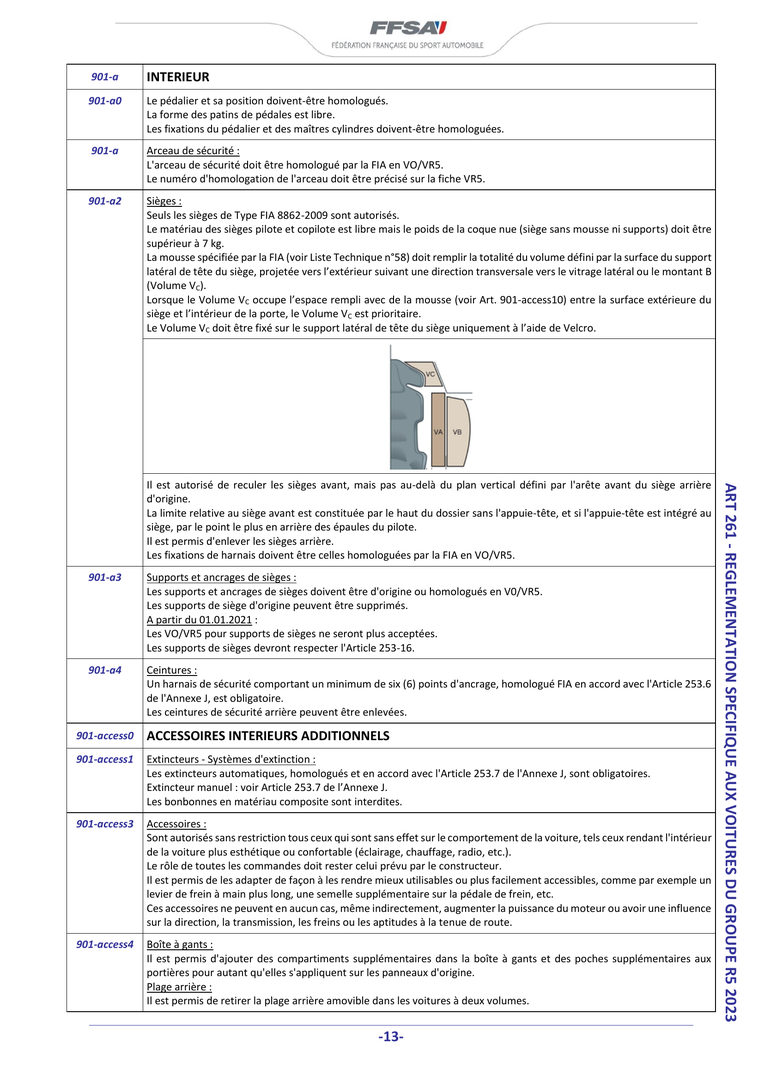 FFSA
FÉDÉRATION FRANÇAISE DU SPORT AUTOMOBILE
901-a INTERIEUR
901-a0 Le pédalier et sa position doivent-être homologués.
La forme des patins de pédales est libre.
Les fixations du pédalier et des maîtres cylindres doivent-être homologuées.
901-a Arceau de sécurité :
L'arceau de sécurité doit être homologué par la FIA en VO/VR5.
Le numéro d'homologation de l'arceau doit être précisé sur la fiche VR5.
901-a2 Sièges :
Seuls les sièges de Type FIA 8862-2009 sont autorisés.
Le matériau des sièges pilote et copilote est libre mais le poids de la coque nue (siège sans mousse ni supports) doit être
supérieur à 7 kg.
La mousse spécifiée par la FIA (voir Liste Technique n°58) doit remplir la totalité du volume défini par la surface du support
latéral de tête du siège, projetée vers l’extérieur suivant une direction transversale vers le vitrage latéral ou le montant B
(Volume VC).
Lorsque le Volume VC occupe l’espace rempli avec de la mousse (voir Art. 901-access10) entre la surface extérieure du
siège et l’intérieur de la porte, le Volume VC est prioritaire.
Le Volume VC doit être fixé sur le support latéral de tête du siège uniquement à l’aide de Velcro.
VC
VA VB
Il est autorisé de reculer les sièges avant, mais pas au-delà du plan vertical défini par l'arête avant du siège arrière
d'origine.
La limite relative au siège avant est constituée par le haut du dossier sans l'appuie-tête, et si l'appuie-tête est intégré au
siège, par le point le plus en arrière des épaules du pilote.
Il est permis d'enlever les sièges arrière.
Les fixations de harnais doivent être celles homologuées par la FIA en VO/VR5.
901-a3 Supports et ancrages de sièges :
Les supports et ancrages de sièges doivent être d'origine ou homologués en V0/VR5.
Les supports de siège d'origine peuvent être supprimés.
A partir du 01.01.2021 :
Les VO/VR5 pour supports de sièges ne seront plus acceptées.
Les supports de sièges devront respecter l'Article 253-16.
901-a4 Ceintures :
Un harnais de sécurité comportant un minimum de six (6) points d'ancrage, homologué FIA en accord avec l'Article 253.6
de l'Annexe J, est obligatoire.
Les ceintures de sécurité arrière peuvent être enlevées.
901-access0 ACCESSOIRES INTERIEURS ADDITIONNELS
901-access1 Extincteurs - Systèmes d'extinction :
Les extincteurs automatiques, homologués et en accord avec l'Article 253.7 de l'Annexe J, sont obligatoires.
Extincteur manuel : voir Article 253.7 de l’Annexe J.
Les bonbonnes en matériau composite sont interdites.
901-access3 Accessoires :
Sont autorisés sans restriction tous ceux qui sont sans effet sur le comportement de la voiture, tels ceux rendant l'intérieur
de la voiture plus esthétique ou confortable (éclairage, chauffage, radio, etc.).
Le rôle de toutes les commandes doit rester celui prévu par le constructeur.
Il est permis de les adapter de façon à les rendre mieux utilisables ou plus facilement accessibles, comme par exemple un
levier de frein à main plus long, une semelle supplémentaire sur la pédale de frein, etc.
Ces accessoires ne peuvent en aucun cas, même indirectement, augmenter la puissance du moteur ou avoir une influence
sur la direction, la transmission, les freins ou les aptitudes à la tenue de route.
901-access4 Boîte à gants :
Il est permis d'ajouter des compartiments supplémentaires dans la boîte à gants et des poches supplémentaires aux
portières pour autant qu'elles s'appliquent sur les panneaux d'origine.
Plage arrière :
Il est permis de retirer la plage arrière amovible dans les voitures à deux volumes.
ART 261 - REGLEMENTATION SPECIFIQUE AUX VOITURES DU GROUPE R5 2023
-13-